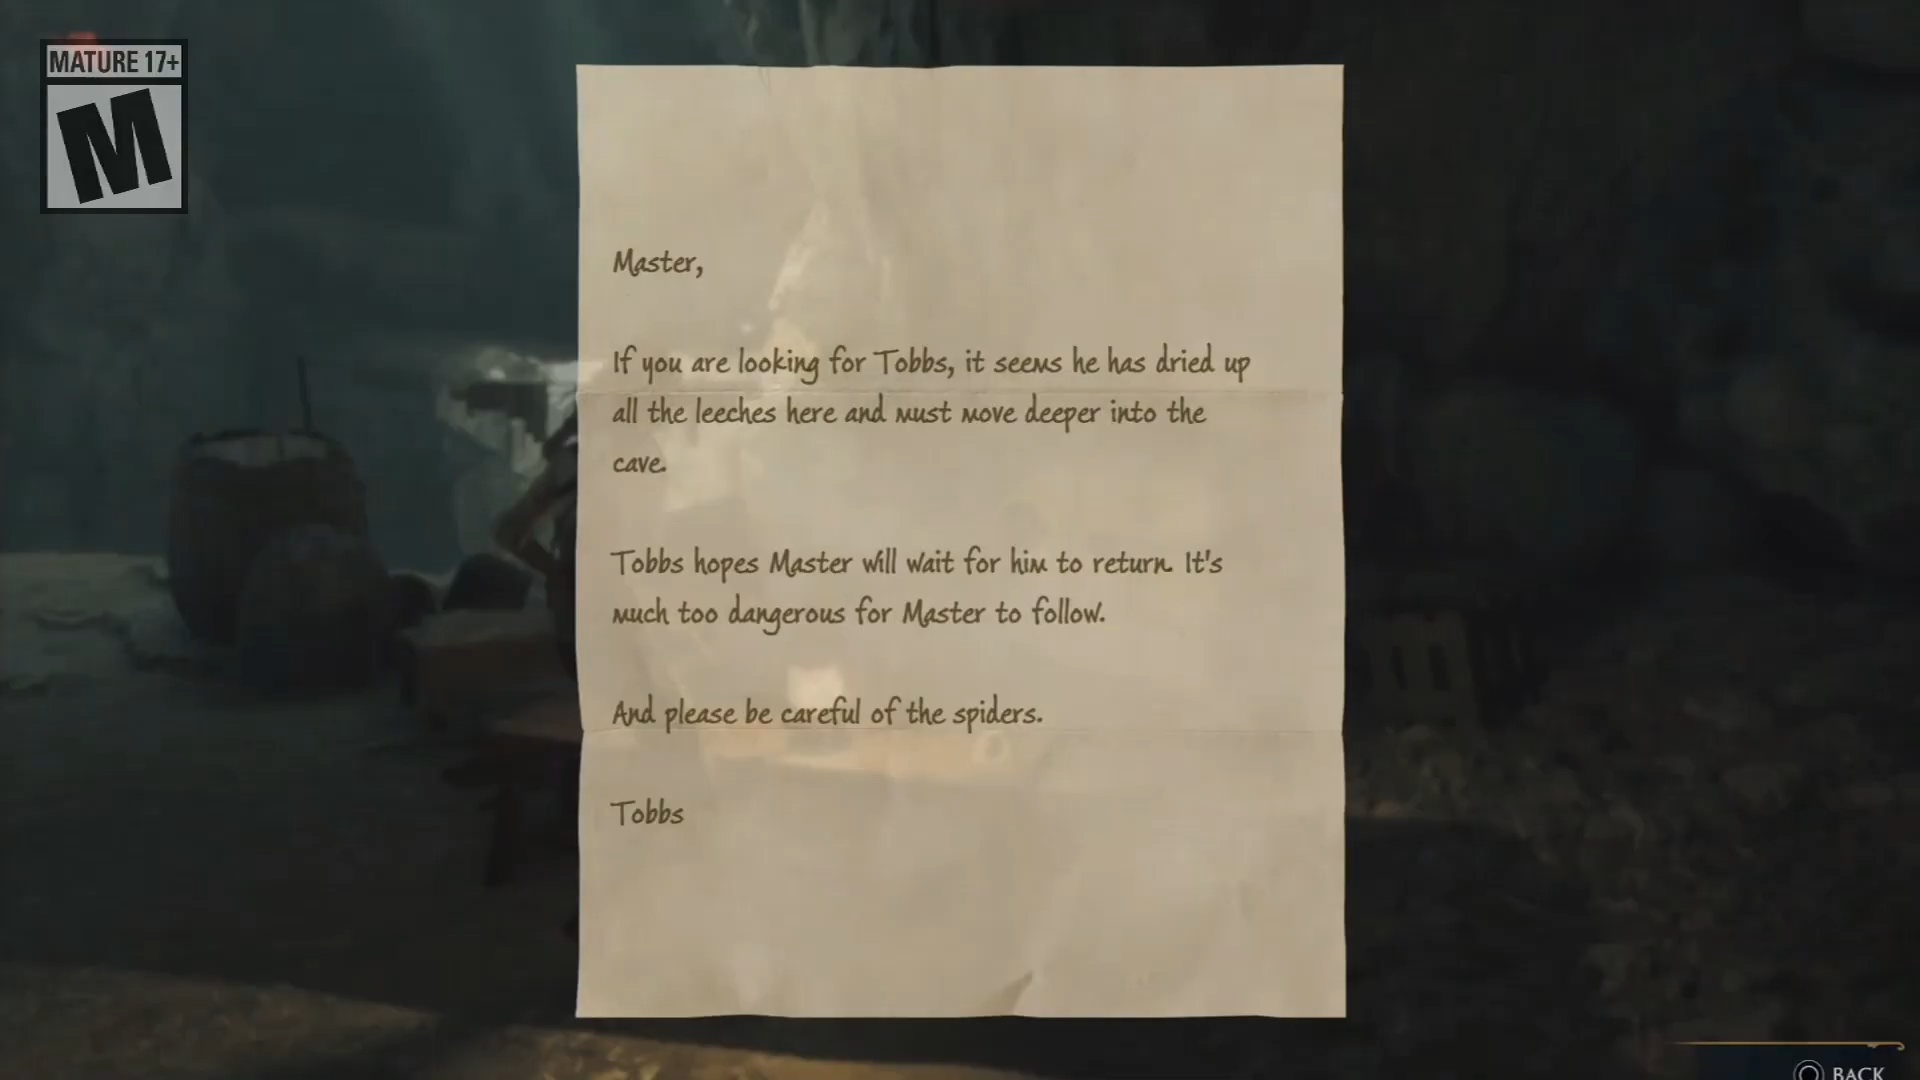 MATURE 17+
M
Master,
If you are looking for Tobbs, it seems he has dried up
all the leeches here and must move deeper into the
cave.
Tobbs hopes Master will wait for him to return. It's
much too dangerous for Master to follow.
And please be careful of the spiders.
Tobbs
BACK